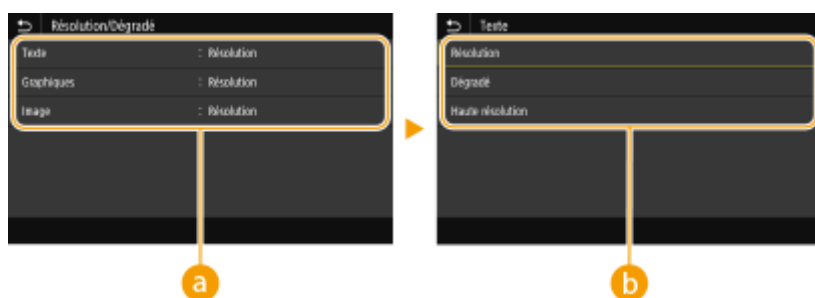 Résolution/Dégradé
Texte : Résolution
Graphiques : Résolution
Image : Résolution
a
Texte
Résolution
Dégradé
Haute résolution
b